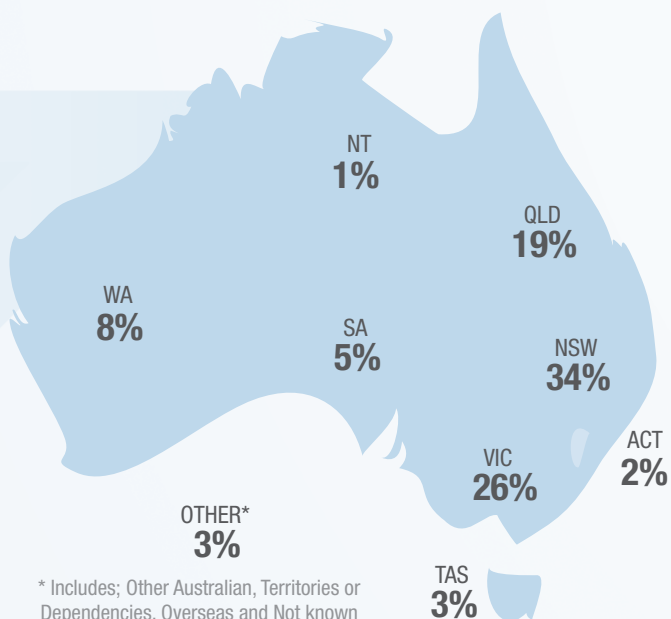 NT
1%
QLD
19%
WA
8%
SA
5%
NSW
34%
ACT
2%
VIC
26%
OTHER*
3%
* Includes; Other Australian, Territories or
Dependencies, Overseas and Not known
TAS
3%